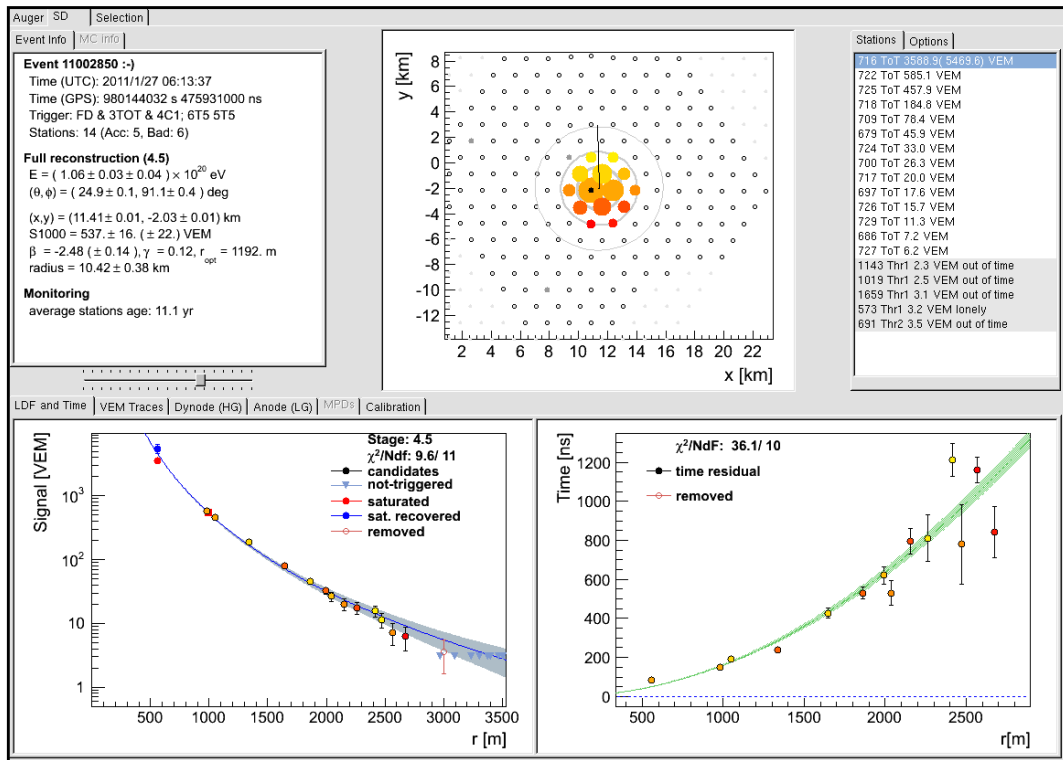 Auger SD Selection
Event Info MC Info
Event 11002850 :-)
Time (UTC): 2011/1/27 06:13:37
Time (GPS): 980144032 s 475931000 ns
Trigger: FD & 3TOT & 4C1; 6T5 5T5
Stations: 14 (Acc: 5, Bad: 6)
Full reconstruction (4.5)
E = ( 1.06 ± 0.03 ± 0.04 ) × 10^20 eV
(θ,ϕ) = ( 24.9 ± 0.1, 91.1 ± 0.4 ) deg
(x,y) = (11.41 ± 0.01, -2.03 ± 0.01) km
S1000 = 537. ± 16. ( ± 22.) VEM
β = -2.48 ( ± 0.14 ), γ = 0.12, r_opt = 1192. m
radius = 10.42 ± 0.38 km
Monitoring
average stations age: 11.1 yr
y [km]
8
6
4
2
0
-2
-4
-6
-8
-10
-12
2 4 6 8 10 12 14 16 18 20 22
x [km]
Stations Options
716 ToT 3588.9( 5469.6) VEM
722 ToT 585.1 VEM
725 ToT 457.9 VEM
718 ToT 184.8 VEM
709 ToT 78.4 VEM
679 ToT 45.9 VEM
724 ToT 33.0 VEM
700 ToT 26.3 VEM
717 ToT 20.0 VEM
697 ToT 17.6 VEM
726 ToT 15.7 VEM
729 ToT 11.3 VEM
686 ToT 7.2 VEM
727 ToT 6.2 VEM
1143 Thr1 2.3 VEM out of time
1019 Thr1 2.5 VEM out of time
1659 Thr1 3.1 VEM out of time
573 Thr1 3.2 VEM lonely
691 Thr2 3.5 VEM out of time
LDF and Time VEM Traces Dynode (HG) Anode (LG) MPDs Calibration
Signal [VEM]
10^3
10^2
10
1
Stage: 4.5
χ²/Ndf: 9.6/ 11
candidates
not-triggered
saturated
sat. recovered
removed
500 1000 1500 2000 2500 3000 3500
r [m]
Time [ns]
1200
1000
800
600
400
200
0
χ²/NdF: 36.1/ 10
time residual
removed
500 1000 1500 2000 2500
r[m]